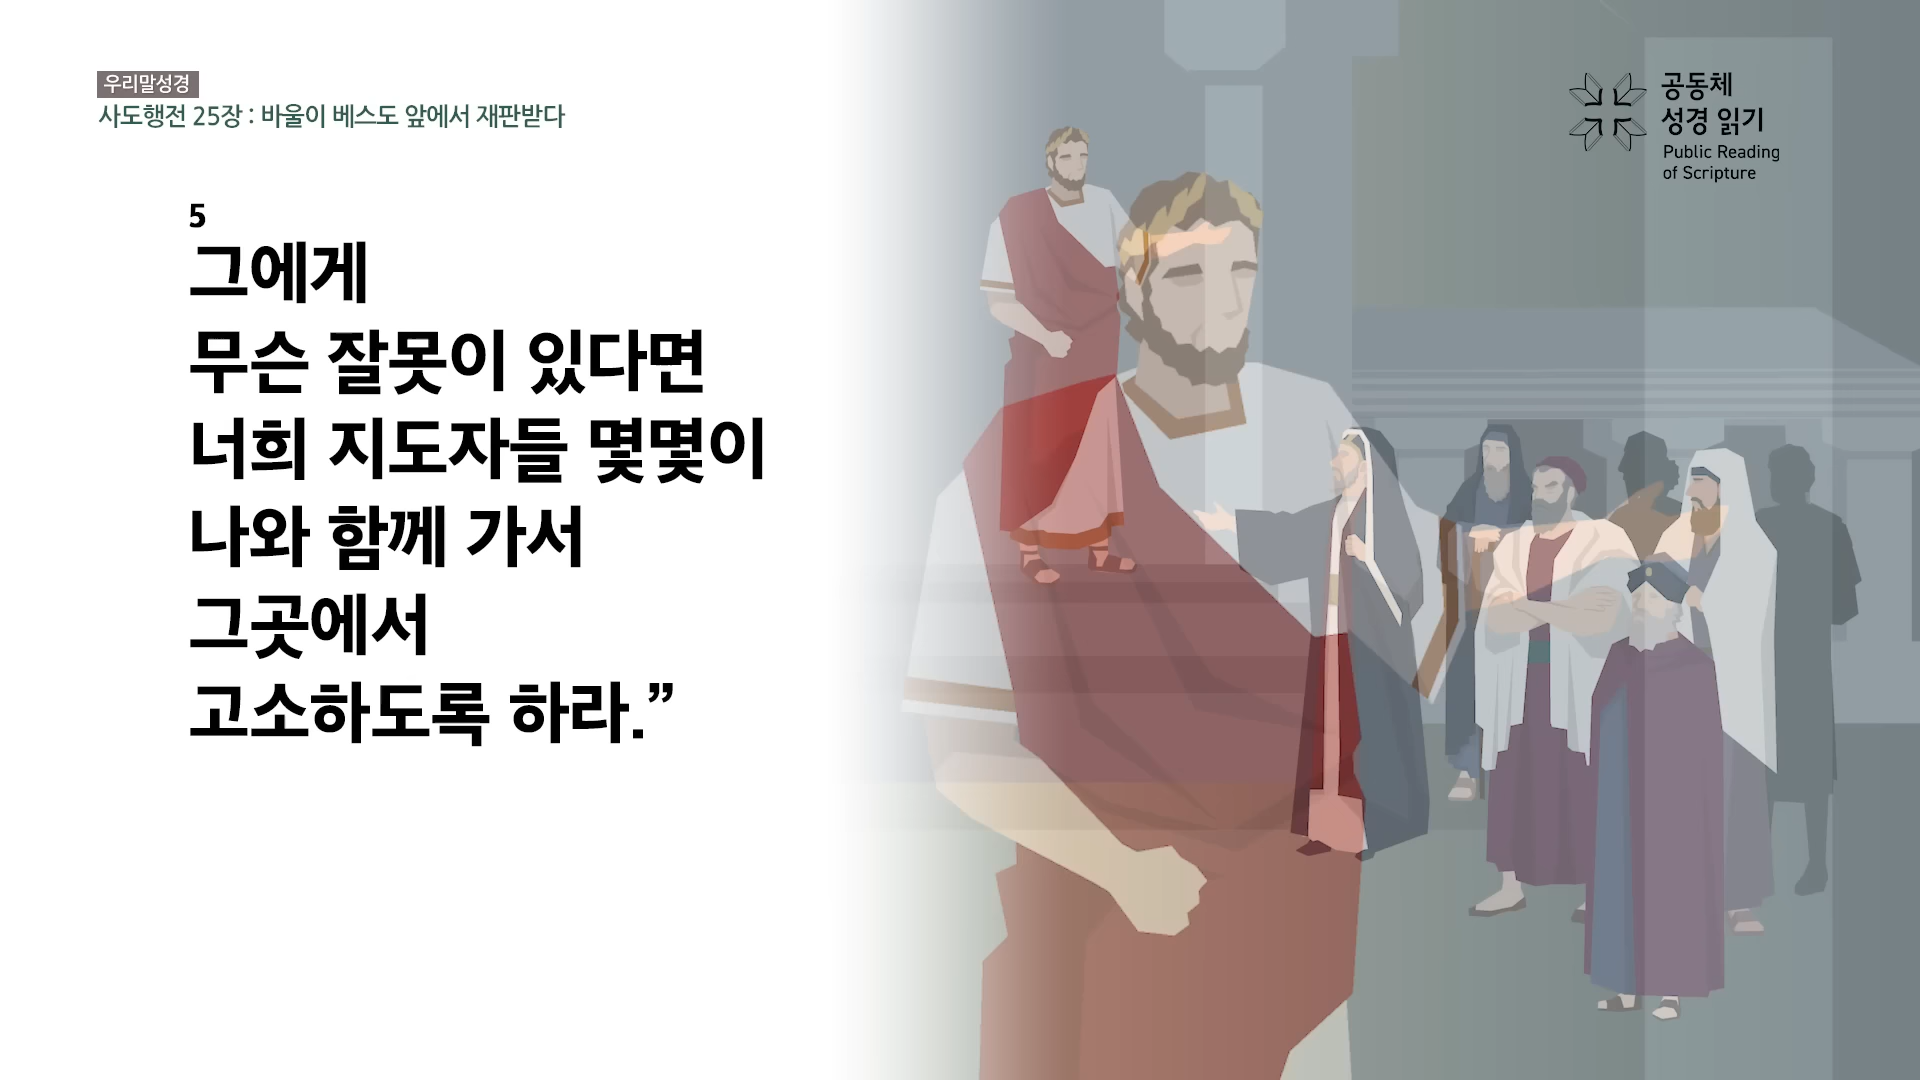 우리말성경
사도행전 25장 : 바울이 베스도 앞에서 재판받다
5
그에게
무슨 잘못이 있다면
너희 지도자들 몇몇이
나와 함께 가서
그곳에서
고소하도록 하라.”
공동체
성경 읽기
Public Reading
of Scripture